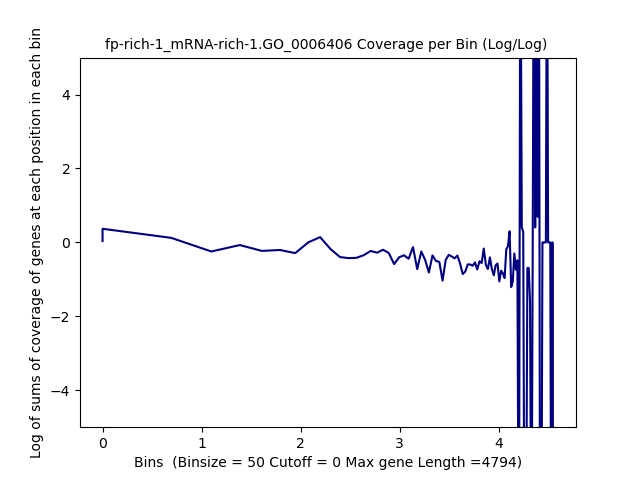 fp-rich-1_mRNA-rich-1.GO_0006406 Coverage per Bin (Log/Log)
Log of sums of coverage of genes at each position in each bin
4
2
0
−2
−4
0 1 2 3 4
Bins  (Binsize = 50 Cutoff = 0 Max gene Length =4794)